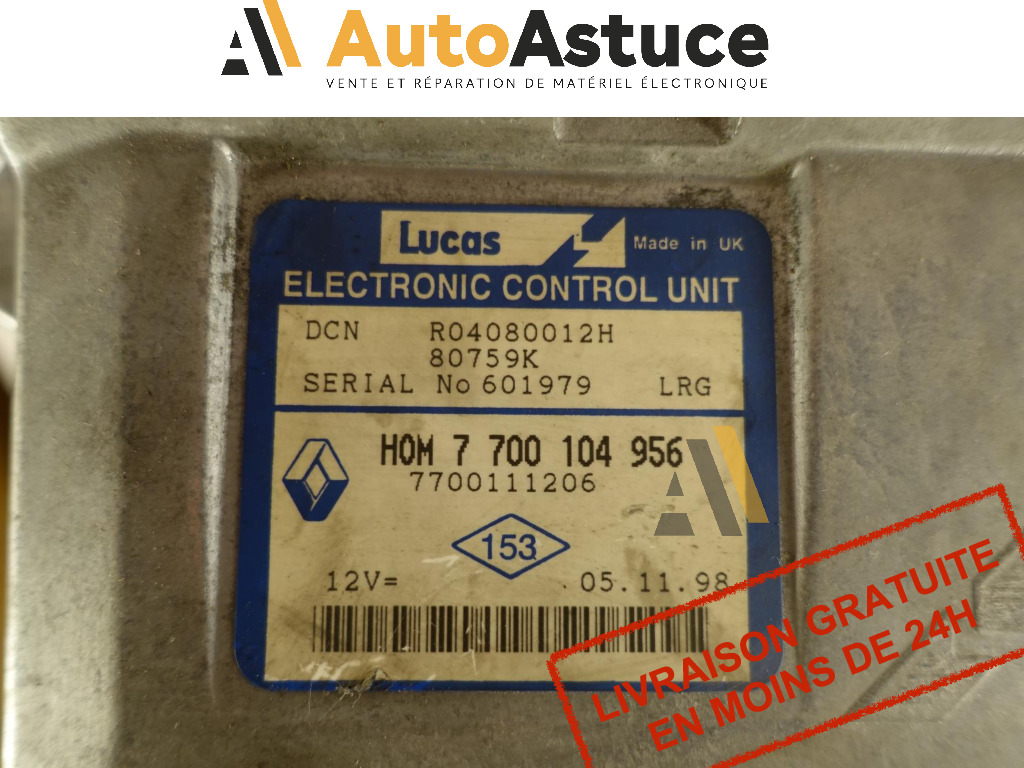 AutoAstuce
VENTE ET RÉPARATION DE MATÉRIEL ÉLECTRONIQUE
LUCAS
Made in UK
ELECTRONIC CONTROL UNIT
DCN R04080012H
80759K
SERIAL No 601979 LRG
HOM 7 700 104 956
7700111206
153
12V= 05.11.98
LIVRAISON GRATUITE
EN MOINS DE 24H